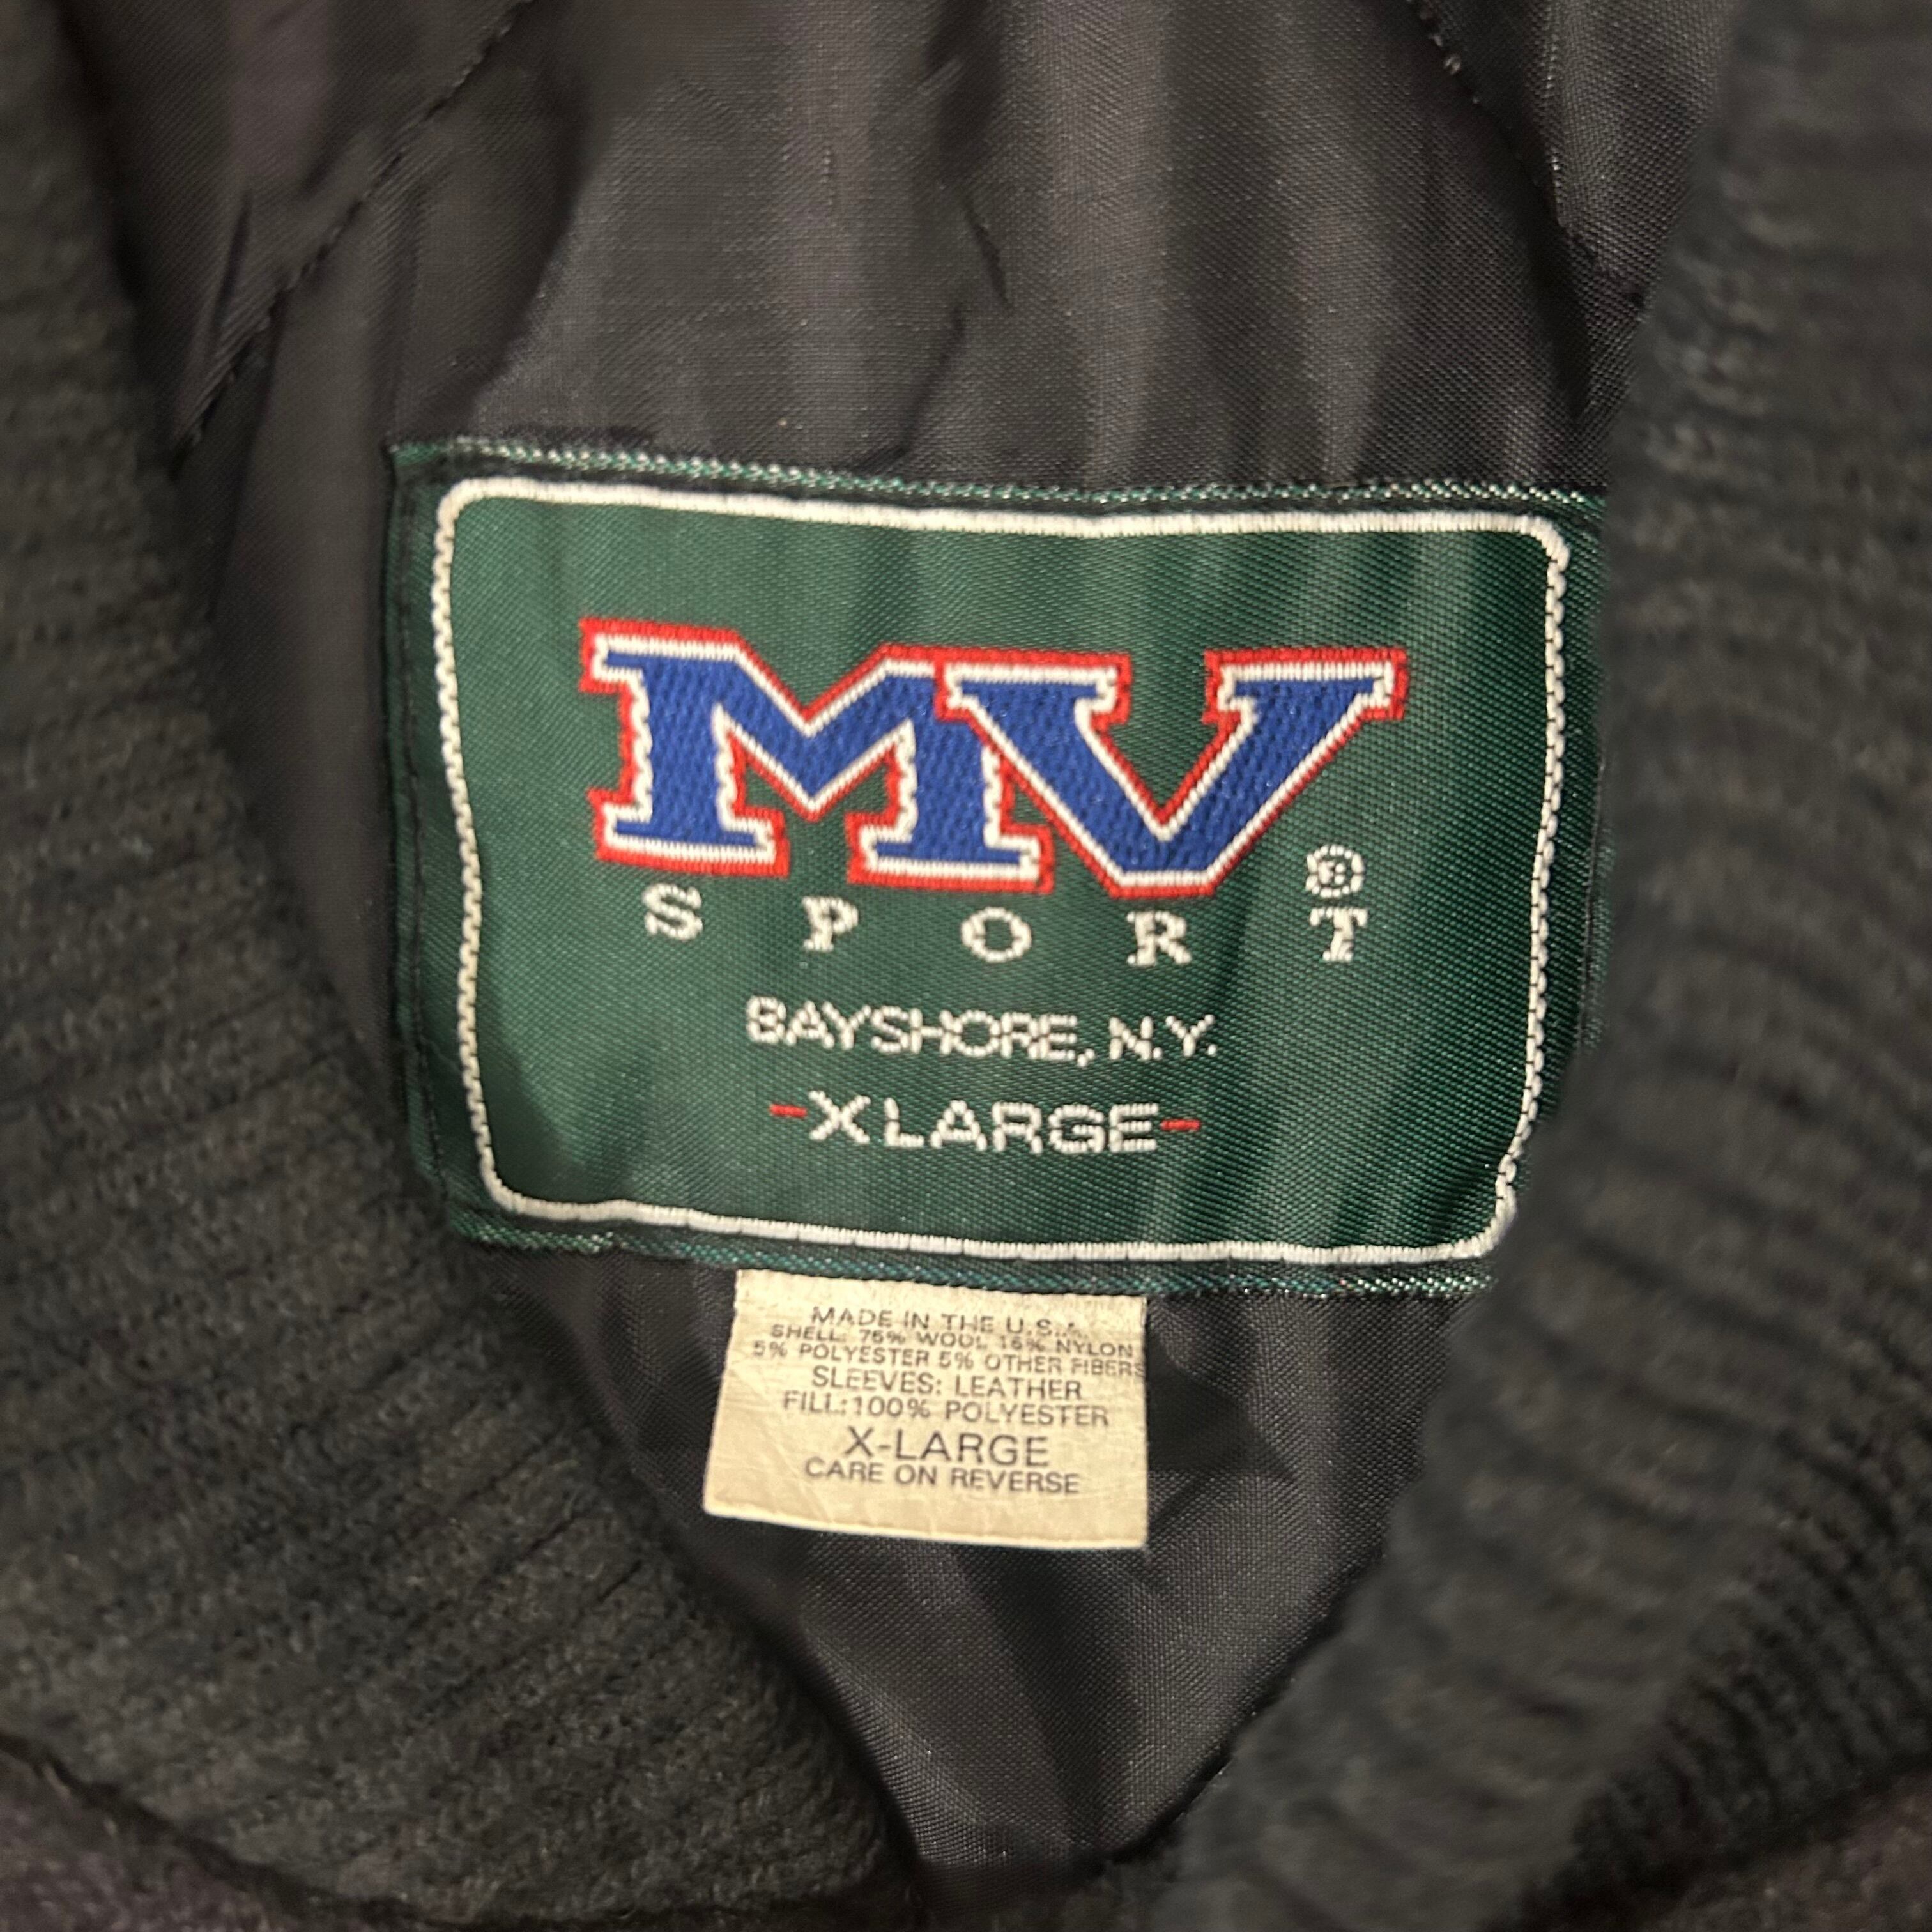 MV
SPORT®
BAYSHORE, N.Y.
-X LARGE-
MADE IN THE U.S.A.
SHELL: 75% WOOL 15% NYLON
5% POLYESTER 5% OTHER FIBERS
SLEEVES: LEATHER
FILL:100% POLYESTER
X-LARGE
CARE ON REVERSE